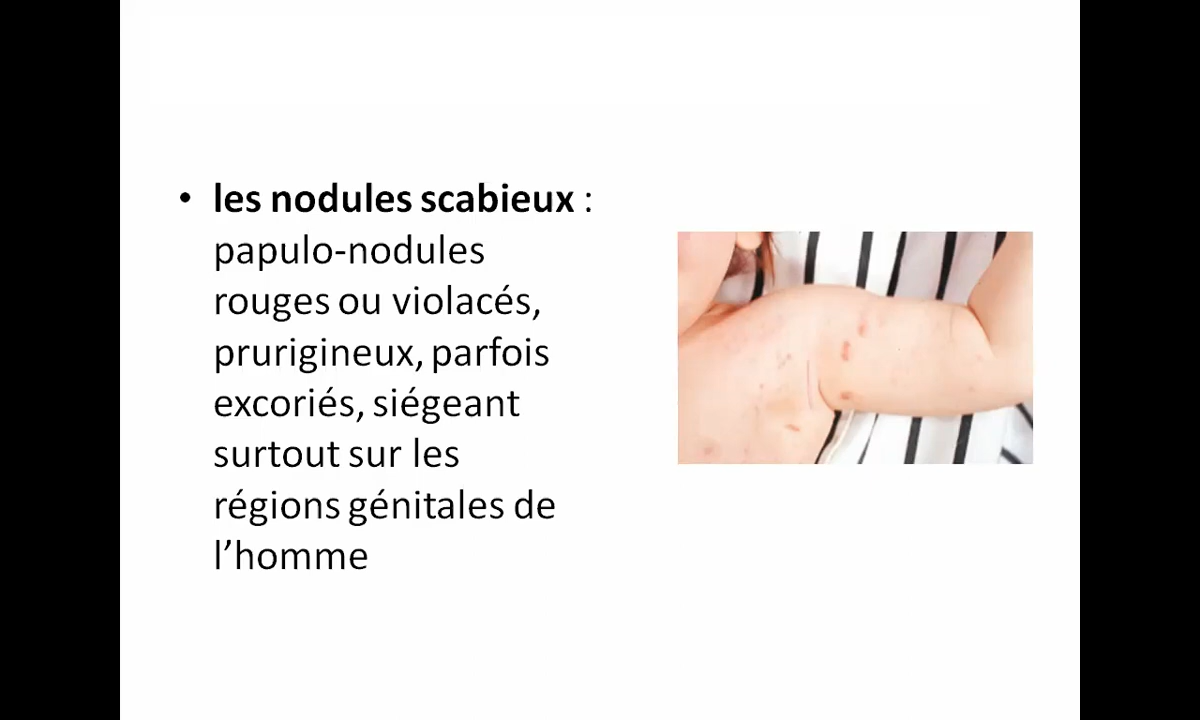 • les nodules scabieux :
papulo-nodules
rouges ou violacés,
prurigineux, parfois
excoriés, siégeant
surtout sur les
régions génitales de
l’homme